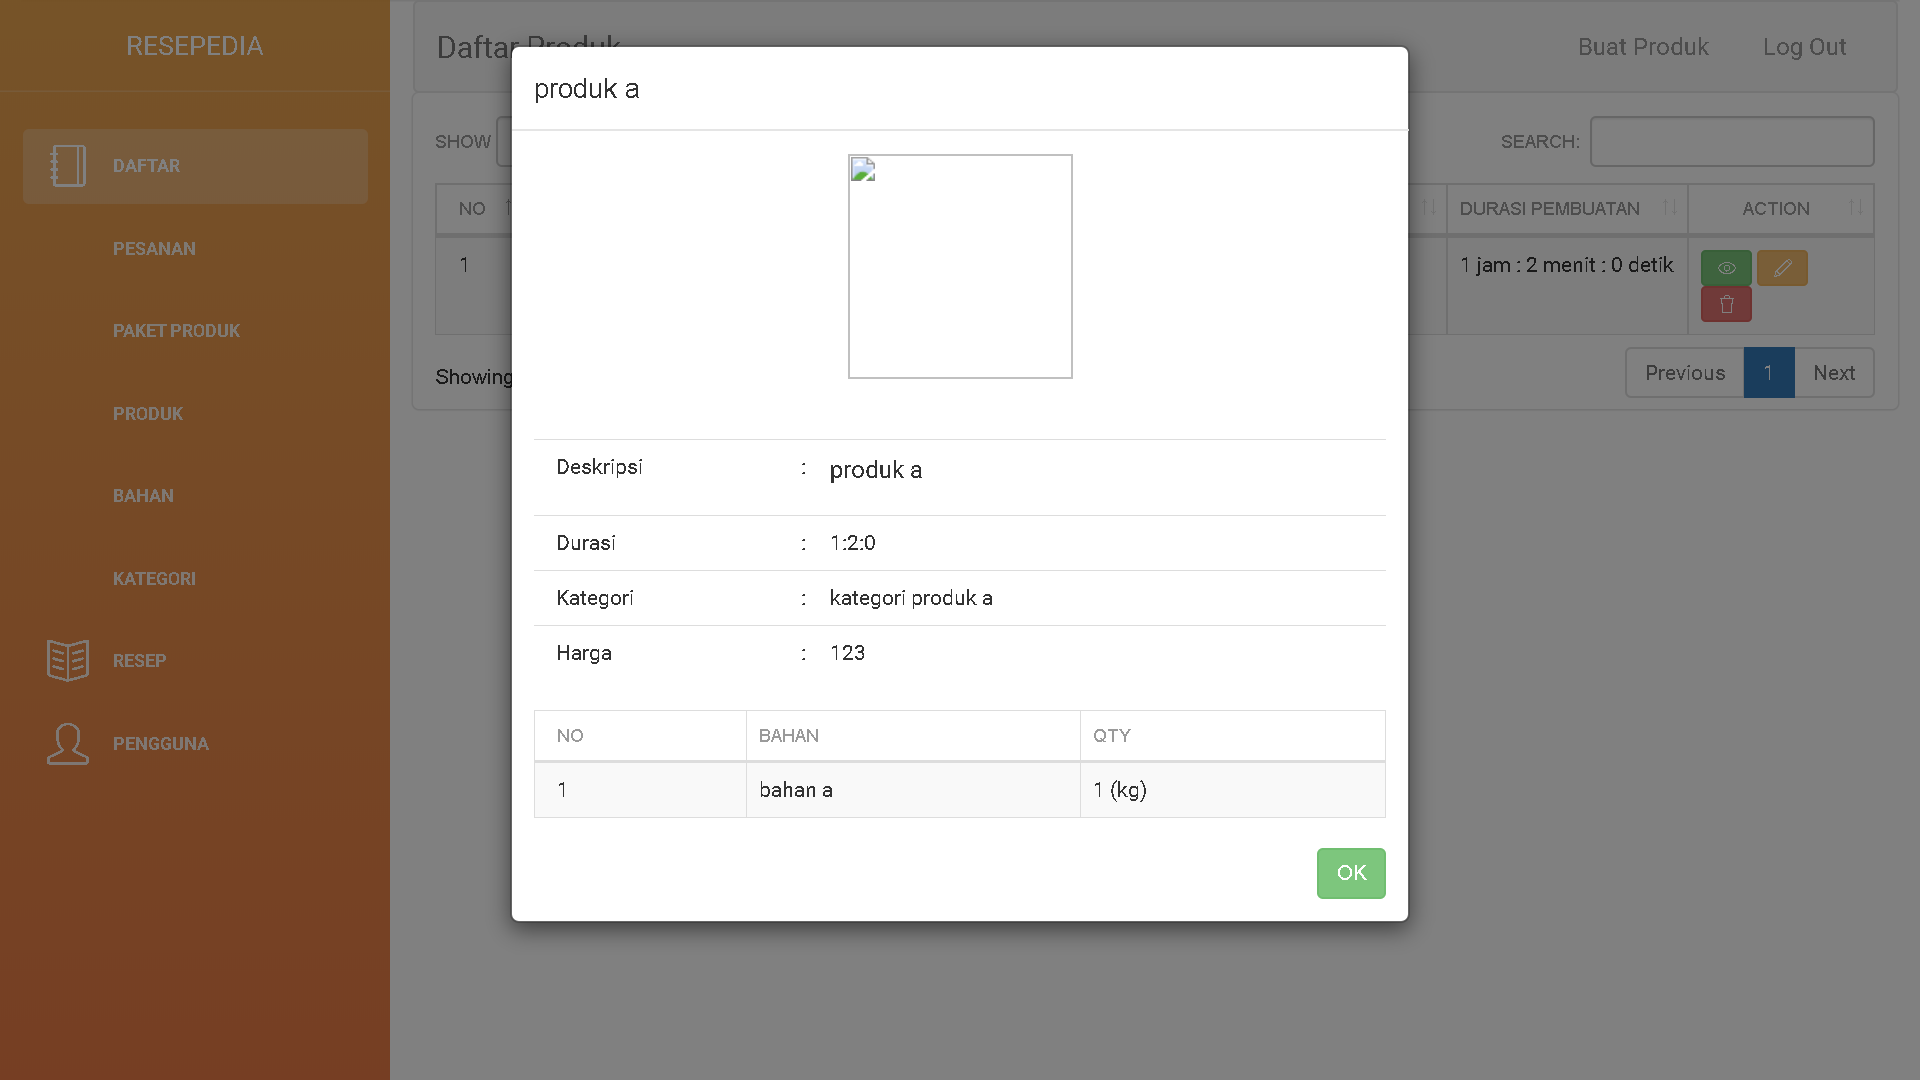 RESEPEDIA
DAFTAR
PESANAN
PAKET PRODUK
PRODUK
BAHAN
KATEGORI
RESEP
PENGGUNA
Daftar Produk
Buat Produk
Log Out
SHOW
SEARCH:
NO
DURASI PEMBUATAN
ACTION
1
1 jam : 2 menit : 0 detik
Showing
Previous
1
Next
produk a
Deskripsi : produk a
Durasi : 1:2:0
Kategori : kategori produk a
Harga : 123
NO BAHAN QTY
1 bahan a 1 (kg)
OK